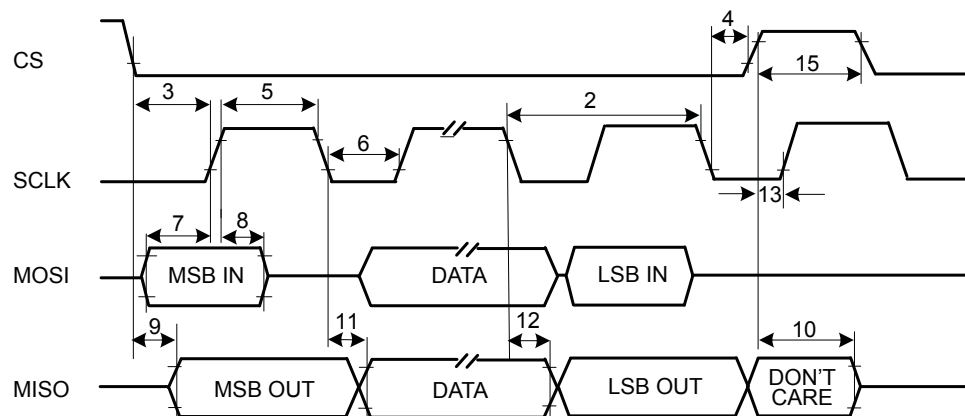 4
CS
15
3
5
2
6
SCLK
13
7
8
MOSI
MSB IN
DATA
LSB IN
9
11
12
10
MISO
MSB OUT
DATA
LSB OUT
DON'T
CARE